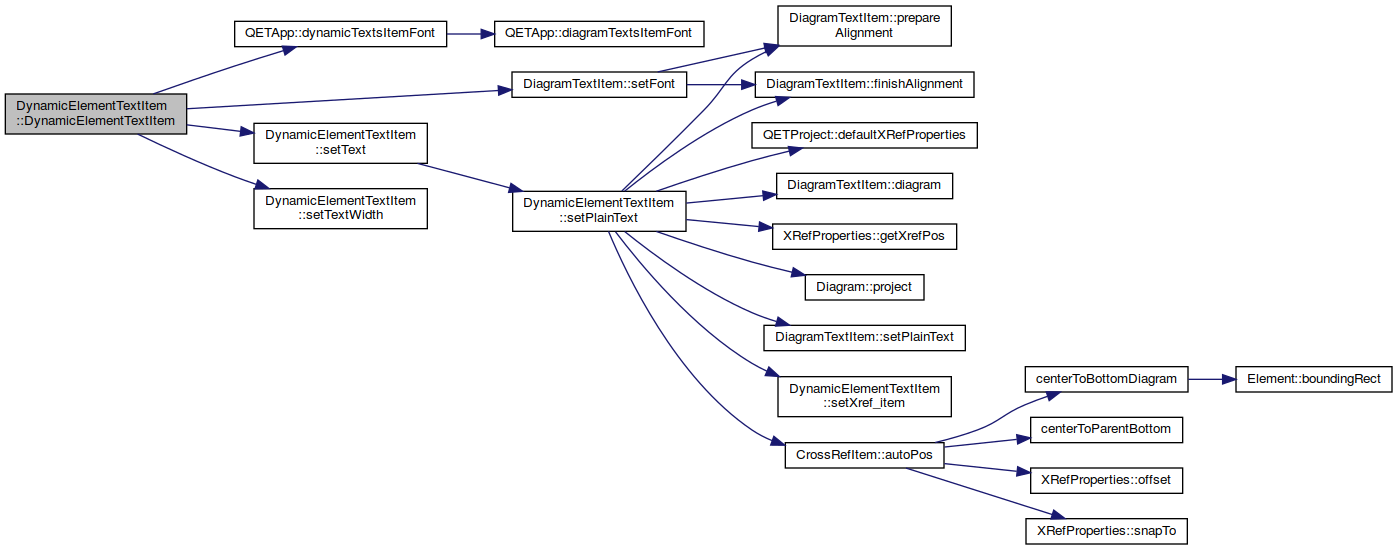 DynamicElementTextItem
::DynamicElementTextItem
QETApp::dynamicTextsItemFont
QETApp::diagramTextsItemFont
DiagramTextItem::setFont
DynamicElementTextItem
::setText
DynamicElementTextItem
::setTextWidth
DynamicElementTextItem
::setPlainText
DiagramTextItem::prepare
Alignment
DiagramTextItem::finishAlignment
QETProject::defaultXRefProperties
DiagramTextItem::diagram
XRefProperties::getXrefPos
Diagram::project
DiagramTextItem::setPlainText
DynamicElementTextItem
::setXref_item
CrossRefItem::autoPos
centerToBottomDiagram
Element::boundingRect
centerToParentBottom
XRefProperties::offset
XRefProperties::snapTo